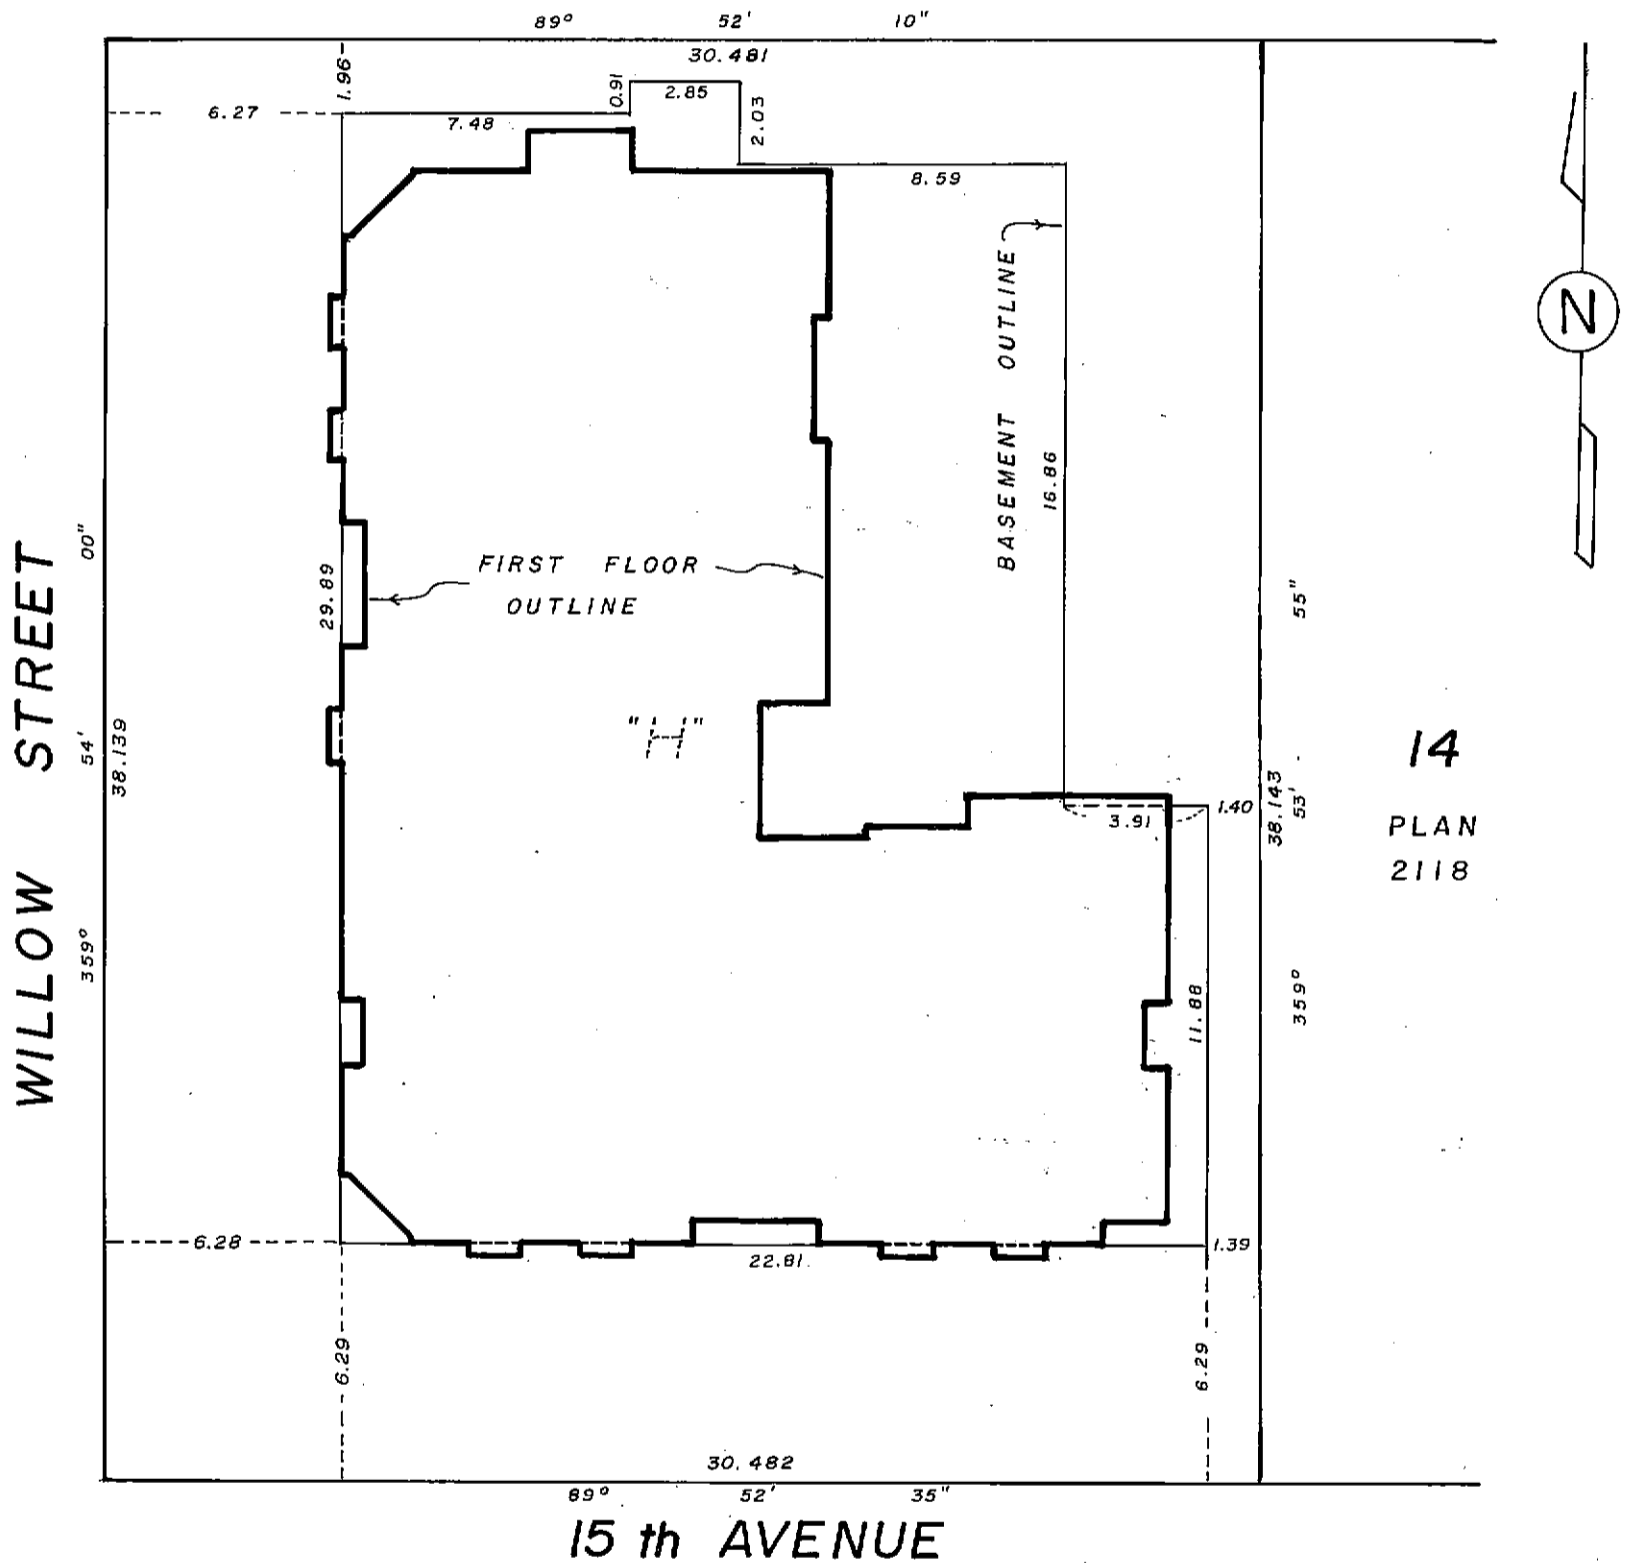 89° 52' 10"
30.481
1.96
6.27
7.48
0.91
2.85
2.03
8.59
BASEMENT OUTLINE
16.86
N
FIRST FLOOR
OUTLINE
29.89
"H"
WILLOW STREET
359° 54' 00"
38.139
359° 53' 55"
38.143
14
PLAN
2118
1.40
3.91
11.88
6.28
22.81
1.39
6.29
6.29
30.482
89° 52' 35"
15th AVENUE